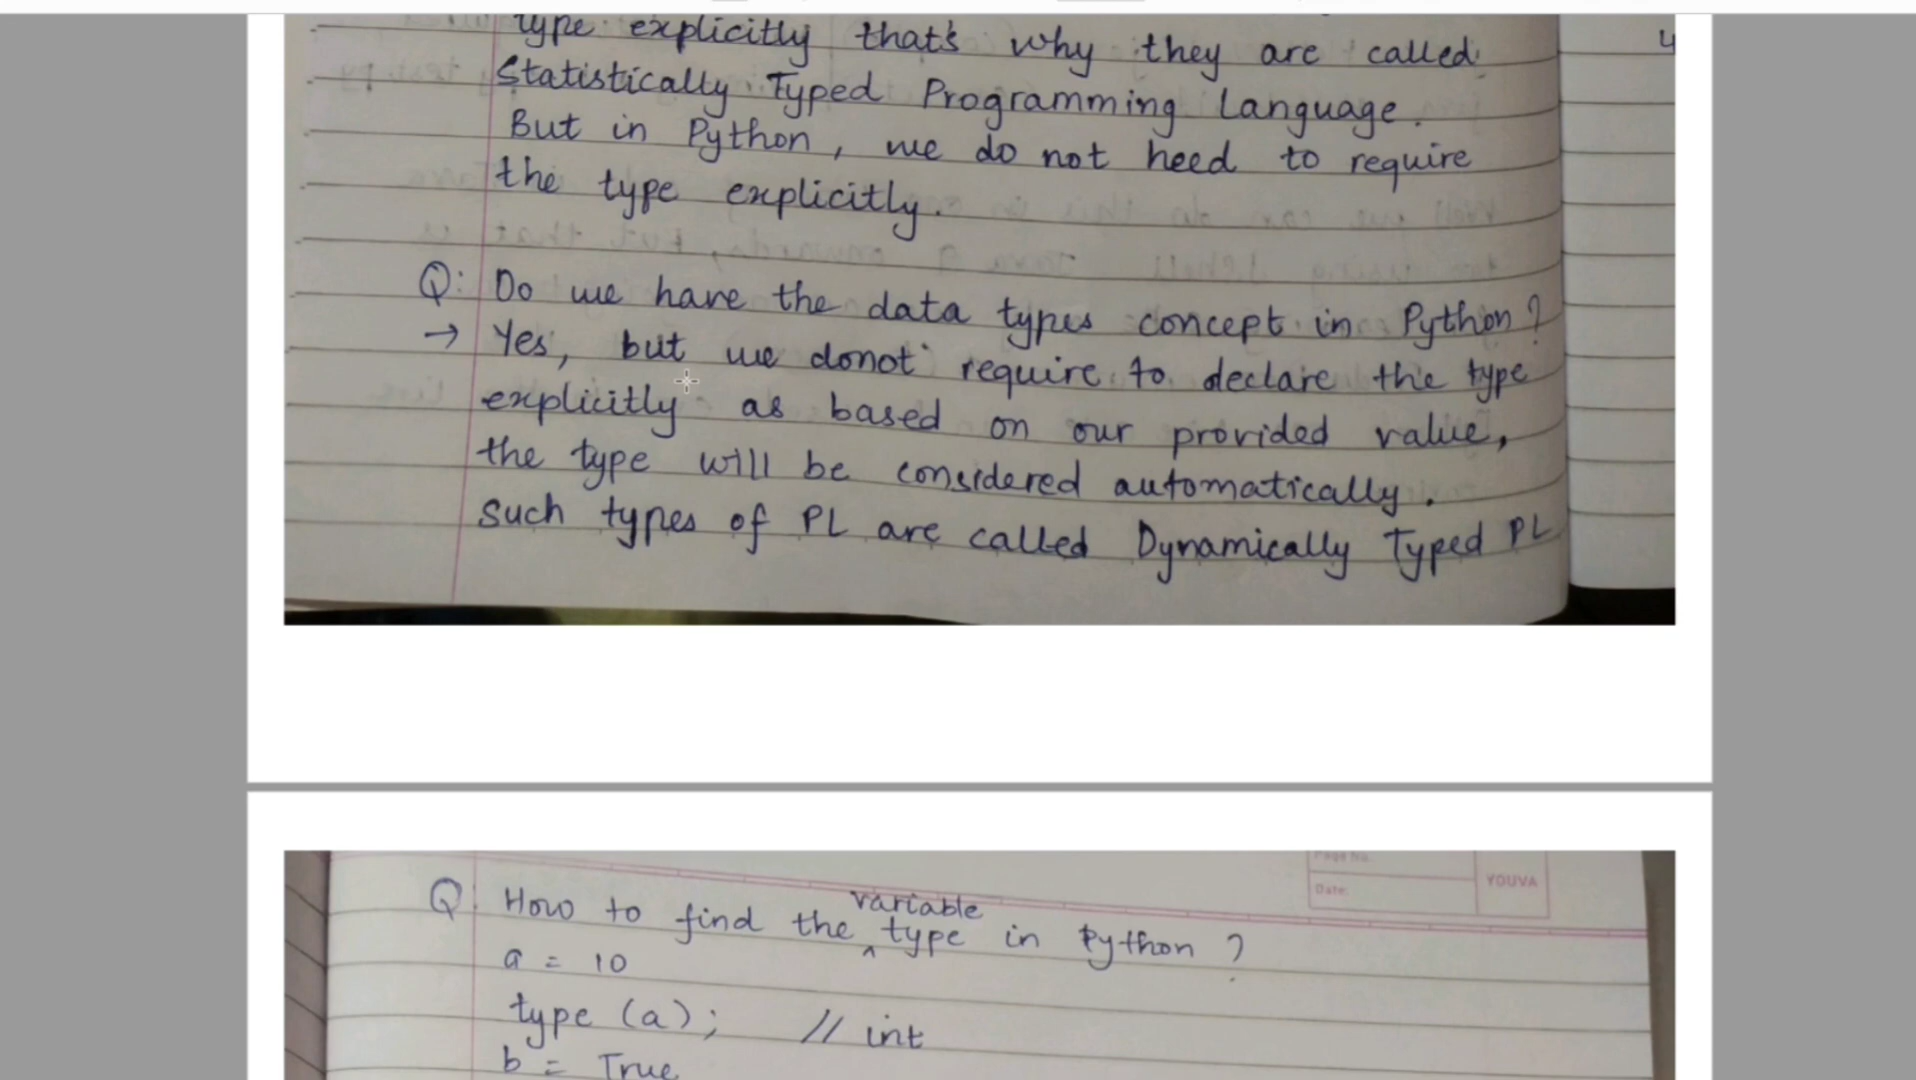 type explicitly that's why they are called
Statistically Typed Programming Language.
But in Python, we do not need to require
the type explicitly.
Q: Do we have the data types concept in Python?
→ Yes, but we donot require to declare the type
explicitly as based on our provided value,
the type will be considered automatically.
such types of PL are called Dynamically Typed PL
Page No.
Date:
YOUVA
Q. How to find the ^variable type in Python ?
a = 10
type (a); // int
b = True